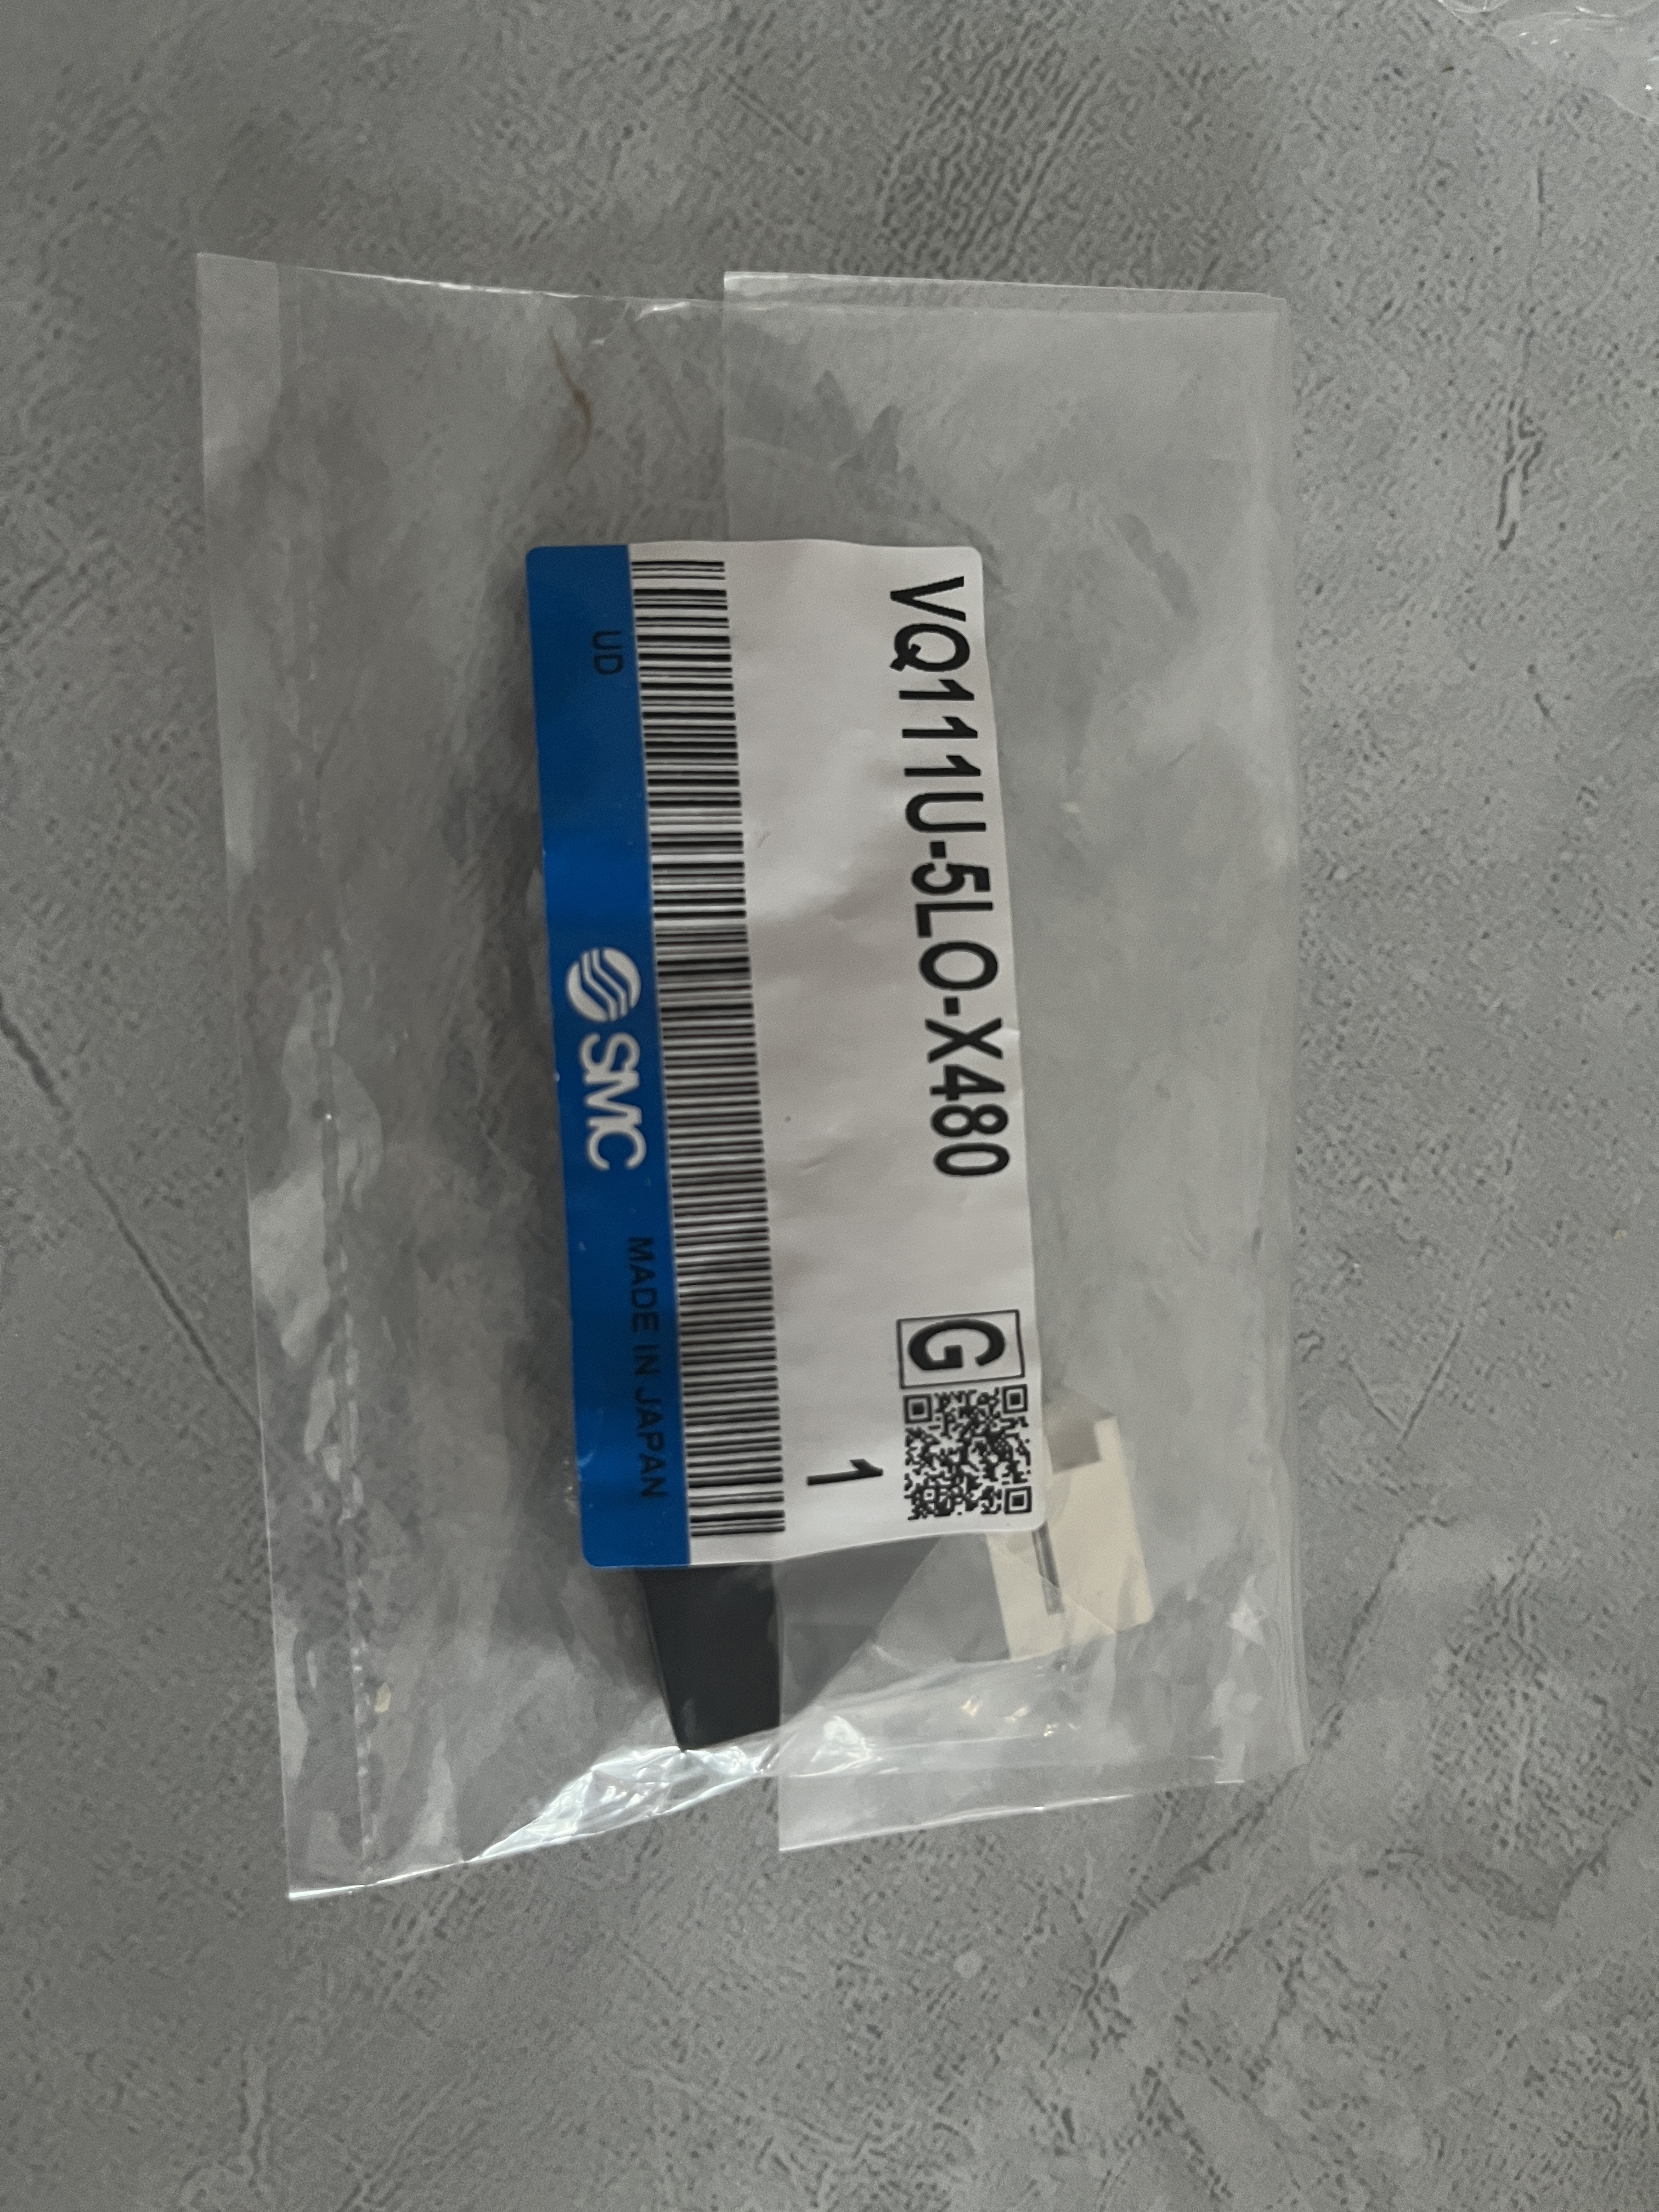 VQ111U-5LO-X480
G
1
UD
SMC
MADE IN JAPAN